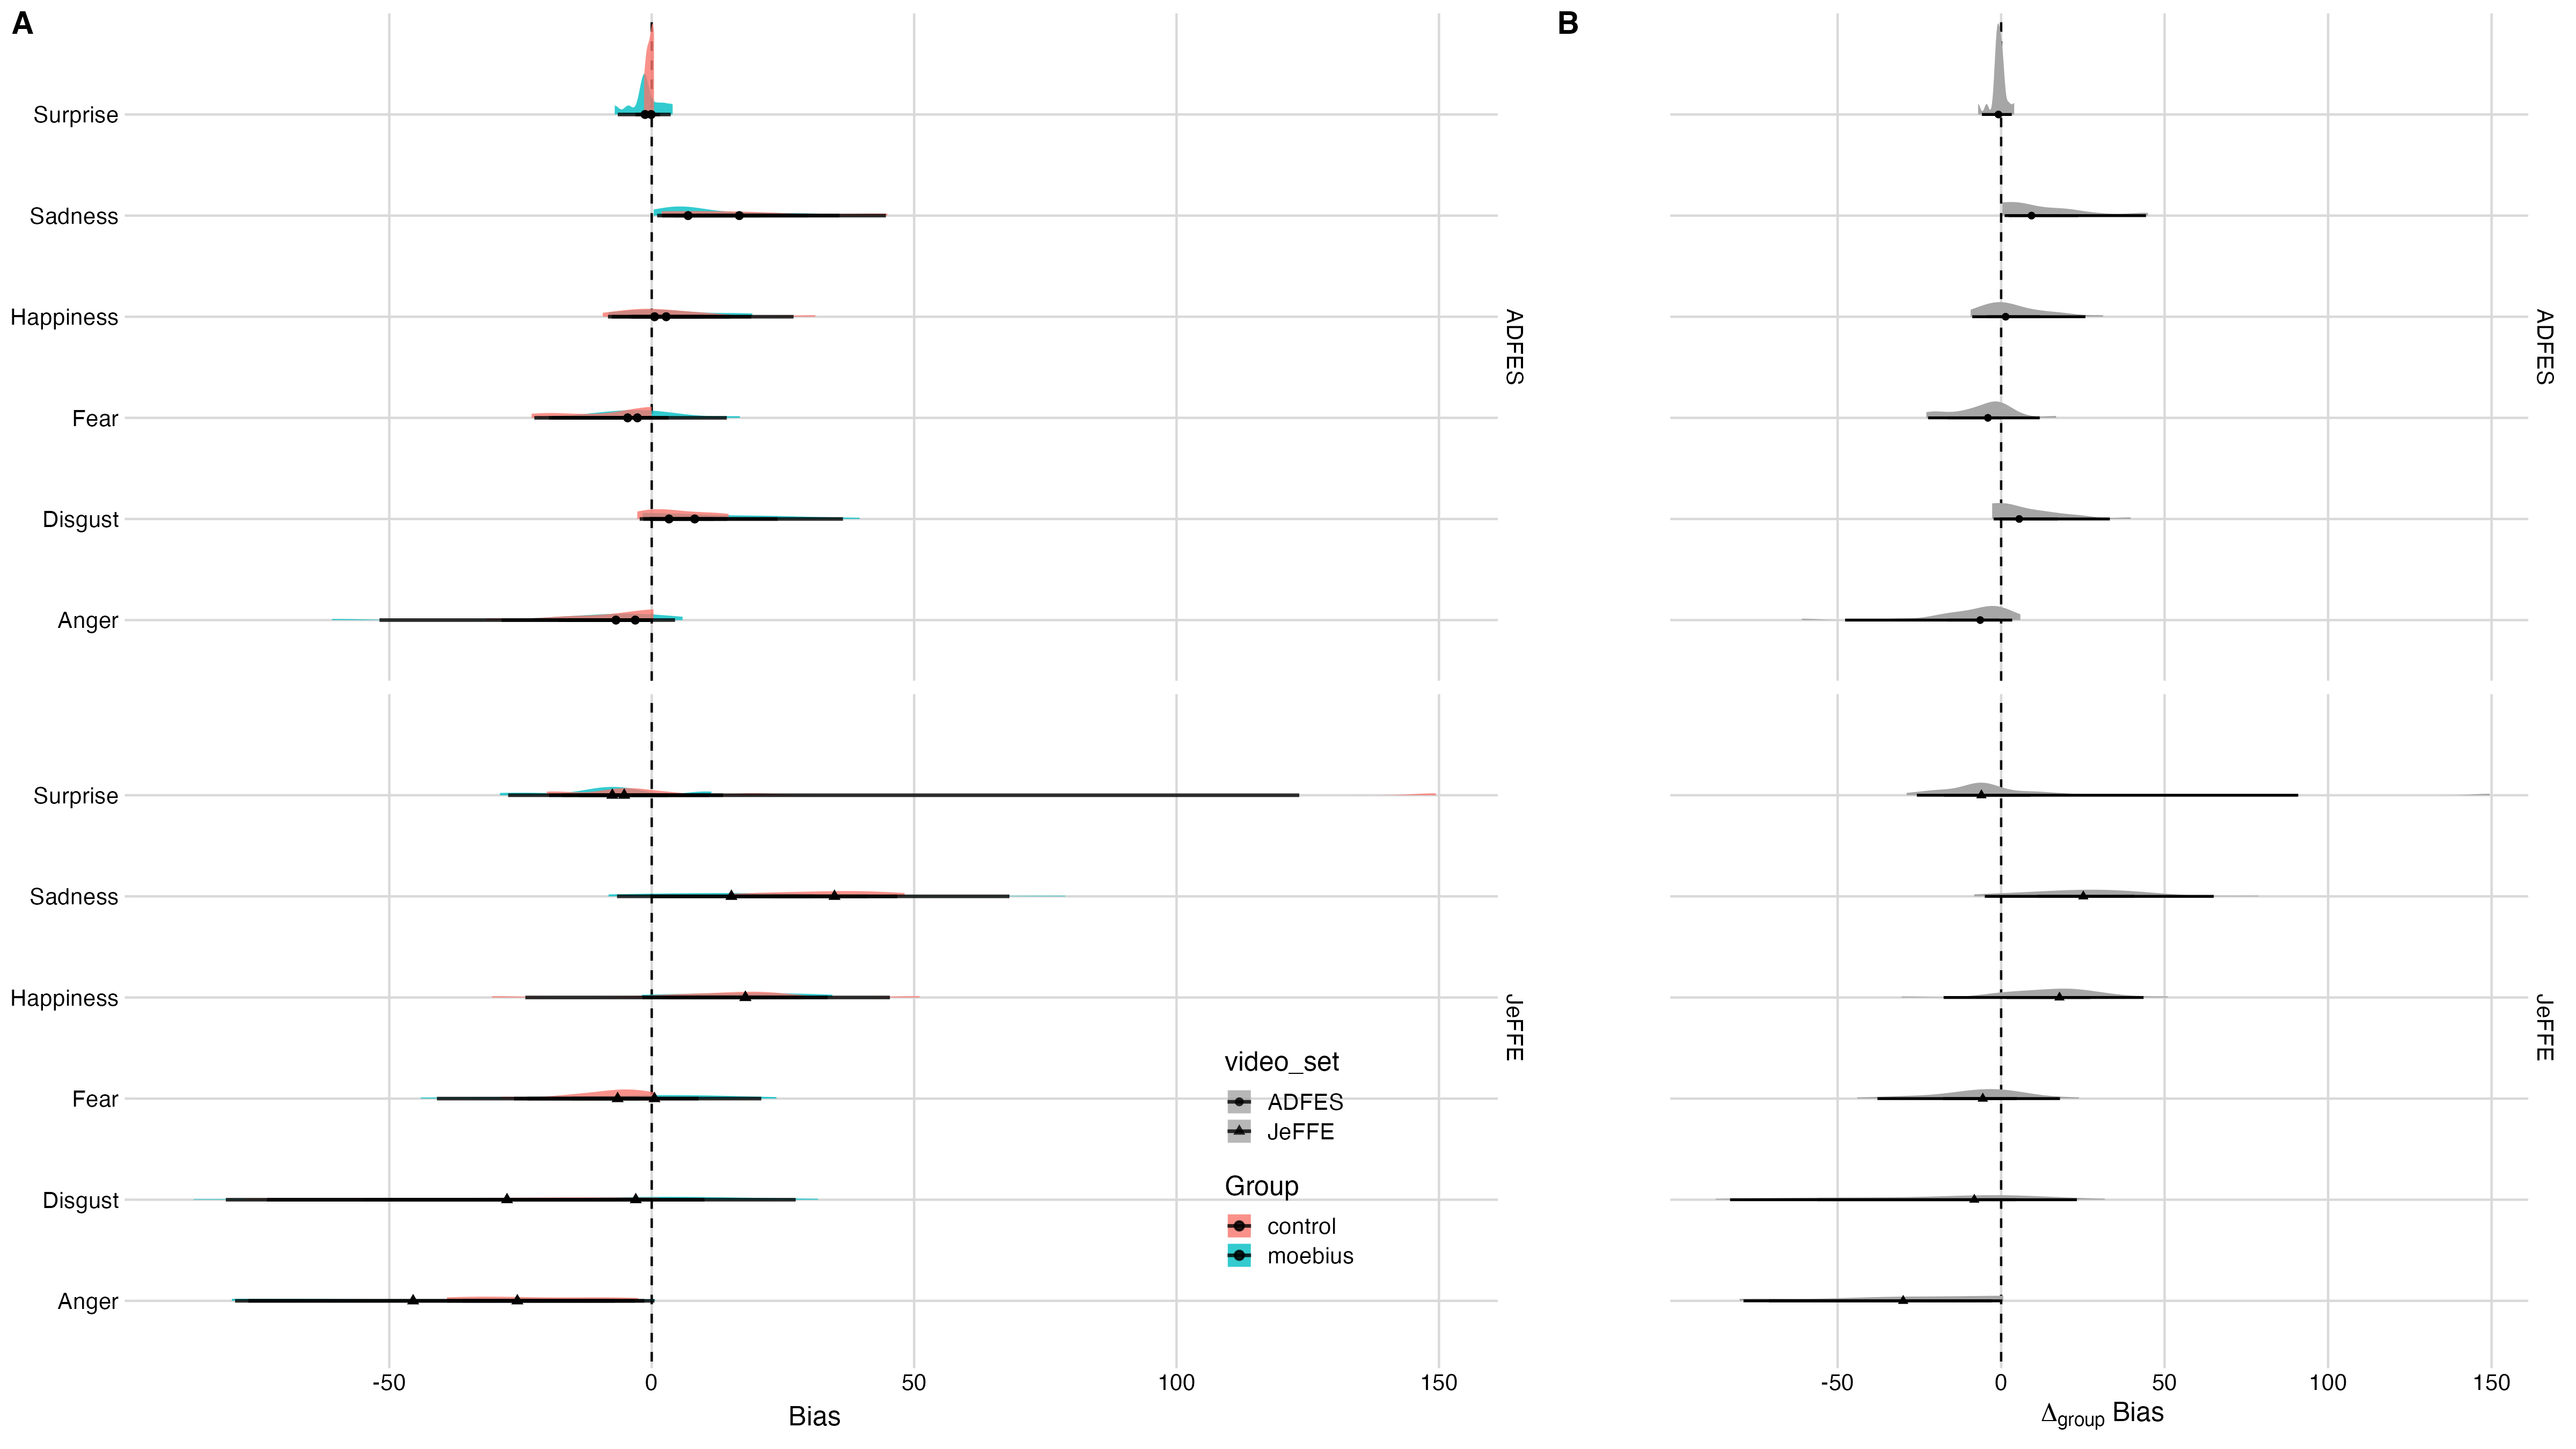 A
Surprise
Sadness
Happiness
Fear
Disgust
Anger
ADFES
Surprise
Sadness
Happiness
Fear
Disgust
Anger
JeFFE
video_set
ADFES
JeFFE
Group
control
moebius
-50 0 50 100 150
Bias
B
ADFES
JeFFE
-50 0 50 100 150
Δgroup Bias